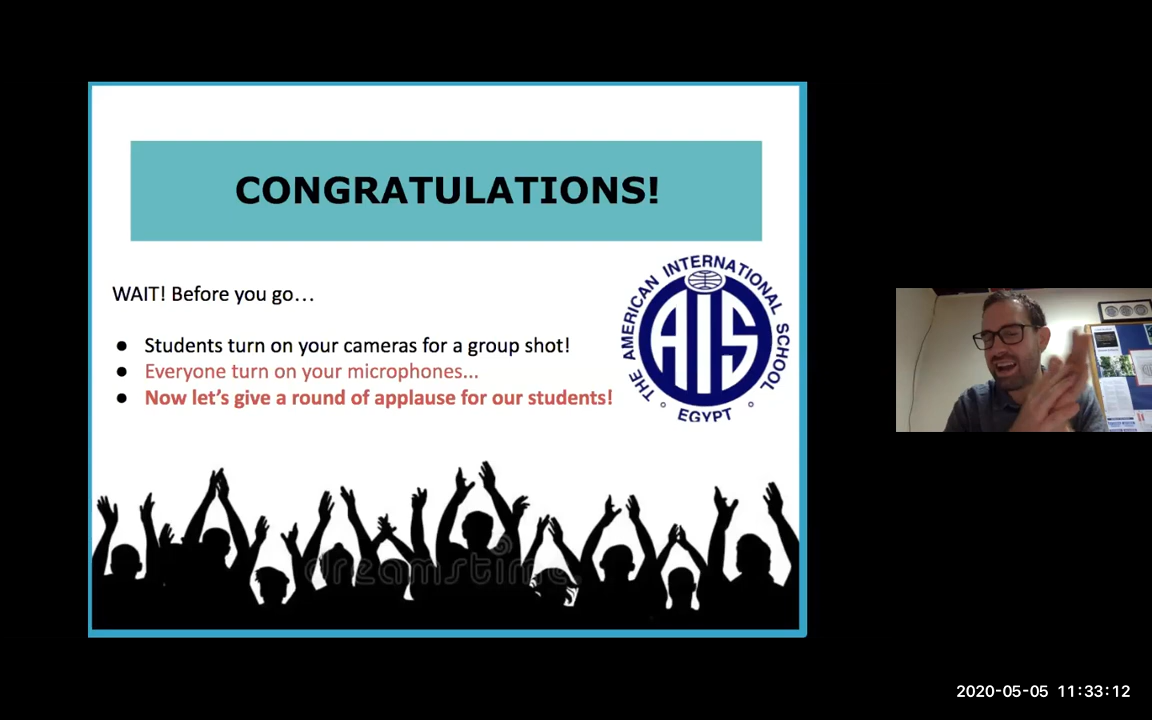 CONGRATULATIONS!
WAIT! Before you go…
● Students turn on your cameras for a group shot!
● Everyone turn on your microphones...
● Now let's give a round of applause for our students!
THE AMERICAN INTERNATIONAL SCHOOL
AIS
EGYPT
dreamstime
2020-05-05 11:33:12